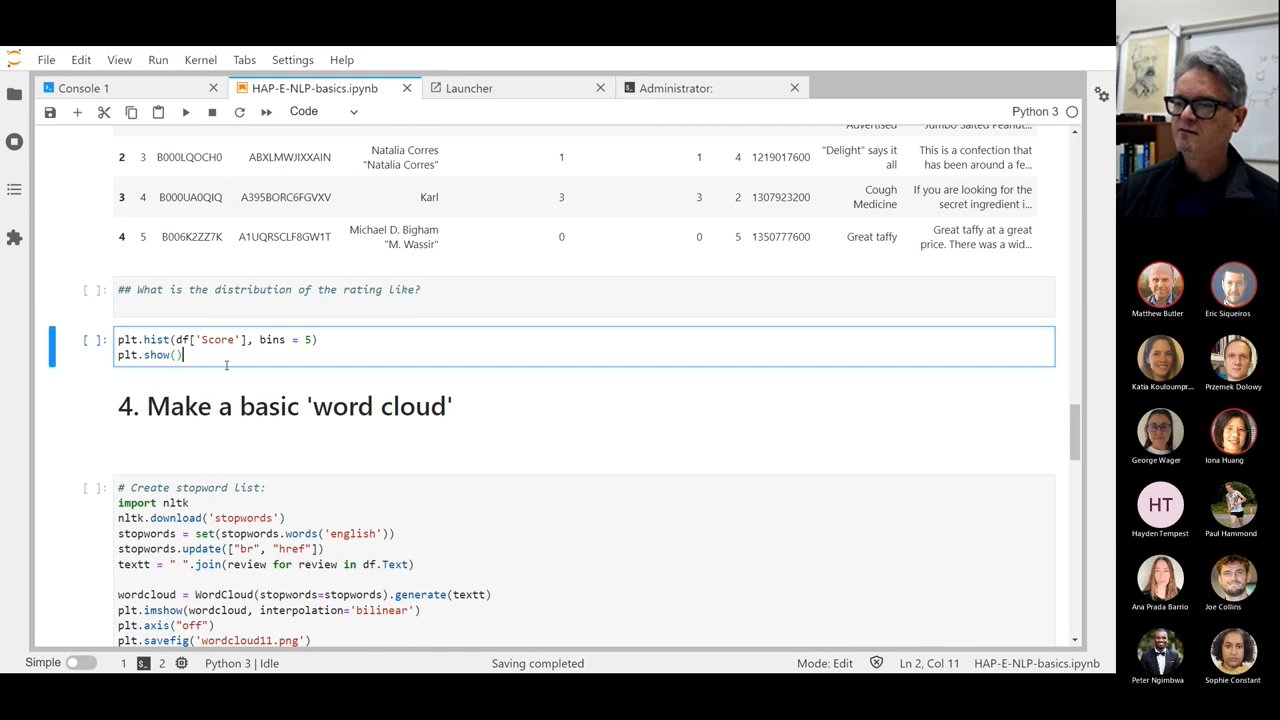 File Edit View Run Kernel Tabs Settings Help
Console 1 HAP-E-NLP-basics.ipynb Launcher Administrator:
Code Python 3
Advertised Jumbo Salted Peanut...
2 3 B000LQOCH0 ABXLMWJIXXAIN Natalia Corres "Natalia Corres" 1 1 4 1219017600 "Delight" says it all This is a confection that has been around a fe...
3 4 B000UA0QIQ A395BORC6FGVXV Karl 3 3 2 1307923200 Cough Medicine If you are looking for the secret ingredient i...
4 5 B006K2ZZ7K A1UQRSCLF8GW1T Michael D. Bigham "M. Wassir" 0 0 5 1350777600 Great taffy Great taffy at a great price. There was a wid...
[ ]: ## What is the distribution of the rating like?
[ ]: plt.hist(df['Score'], bins = 5)
plt.show()
4. Make a basic 'word cloud'
[ ]: # Create stopword list:
import nltk
nltk.download('stopwords')
stopwords = set(stopwords.words('english'))
stopwords.update(["br", "href"])
textt = " ".join(review for review in df.Text)
wordcloud = WordCloud(stopwords=stopwords).generate(textt)
plt.imshow(wordcloud, interpolation='bilinear')
plt.axis("off")
plt.savefig('wordcloud11.png')
Simple 1 2 Python 3 | Idle Saving completed Mode: Edit Ln 2, Col 11 HAP-E-NLP-basics.ipynb
Matthew Butler Eric Siqueiros
Katia Kouloumpr... Przemek Dolowy
George Wager Iona Huang
HT
Hayden Tempest Paul Hammond
Ana Prada Barrio Joe Collins
Peter Ngimbwa Sophie Constant